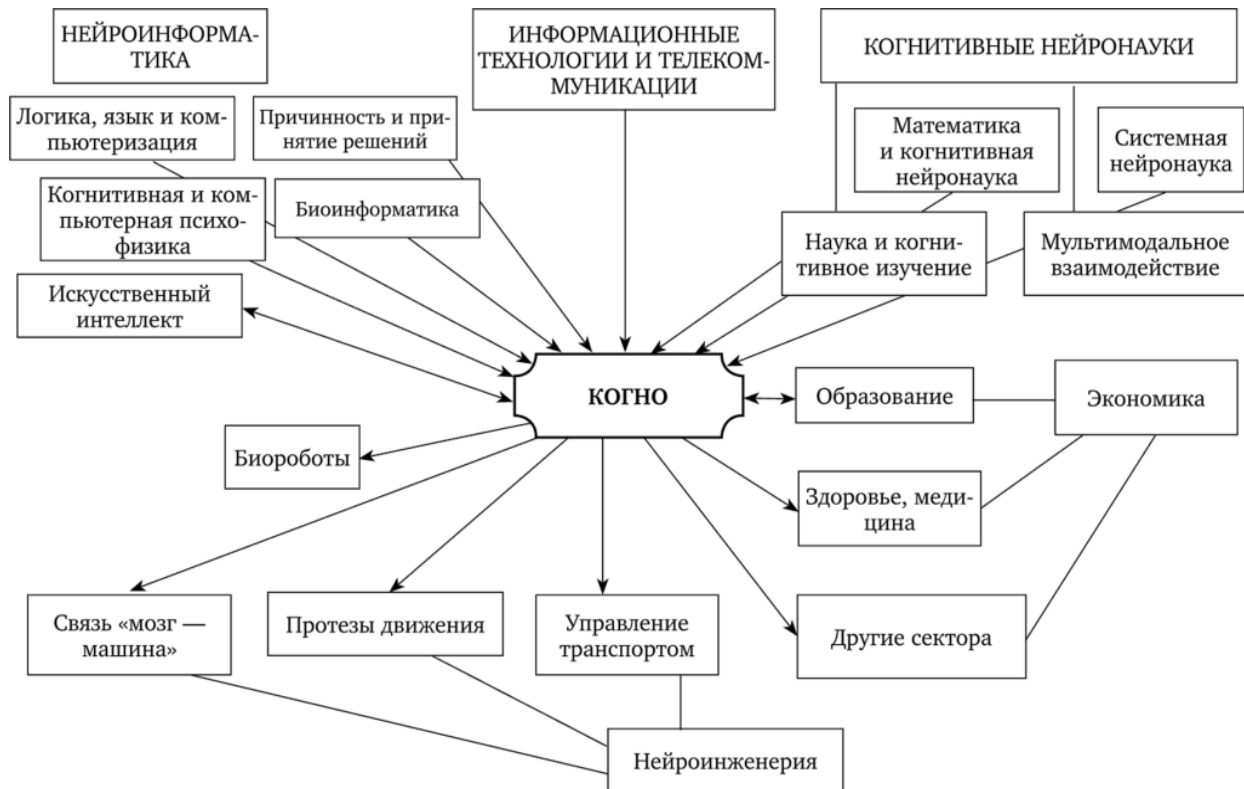 НЕЙРОИНФОРМА-
ТИКА
ИНФОРМАЦИОННЫЕ
ТЕХНОЛОГИИ И ТЕЛЕКОМ-
МУНИКАЦИИ
КОГНИТИВНЫЕ НЕЙРОНАУКИ
Логика, язык и ком-
пьютеризация
Причинность и при-
нятие решений
Математика
и когнитивная
нейронаука
Системная
нейронаука
Когнитивная и ком-
пьютерная психо-
физика
Биоинформатика
Наука и когни-
тивное изучение
Мультимодальное
взаимодействие
Искусственный
интеллект
КОГНО
Образование
Экономика
Биороботы
Здоровье, меди-
цина
Связь «мозг —
машина»
Протезы движения
Управление
транспортом
Другие сектора
Нейроинженерия